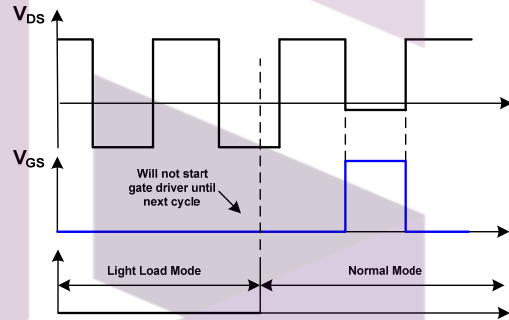 VDS
VGS
Will not start
gate driver until
next cycle
Light Load Mode
Normal Mode